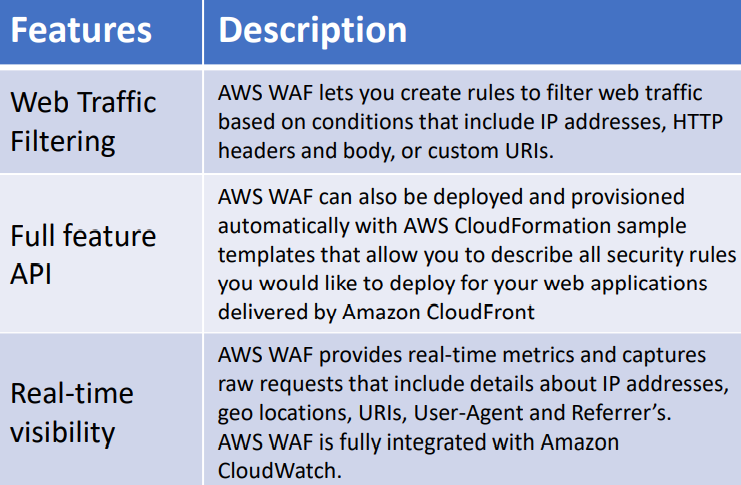 Features
Description
Web Traffic
Filtering
AWS WAF lets you create rules to filter web traffic
based on conditions that include IP addresses, HTTP
headers and body, or custom URIs.
Full feature
API
AWS WAF can also be deployed and provisioned
automatically with AWS CloudFormation sample
templates that allow you to describe all security rules
you would like to deploy for your web applications
delivered by Amazon CloudFront
Real-time
visibility
AWS WAF provides real-time metrics and captures
raw requests that include details about IP addresses,
geo locations, URIs, User-Agent and Referrer’s.
AWS WAF is fully integrated with Amazon
CloudWatch.